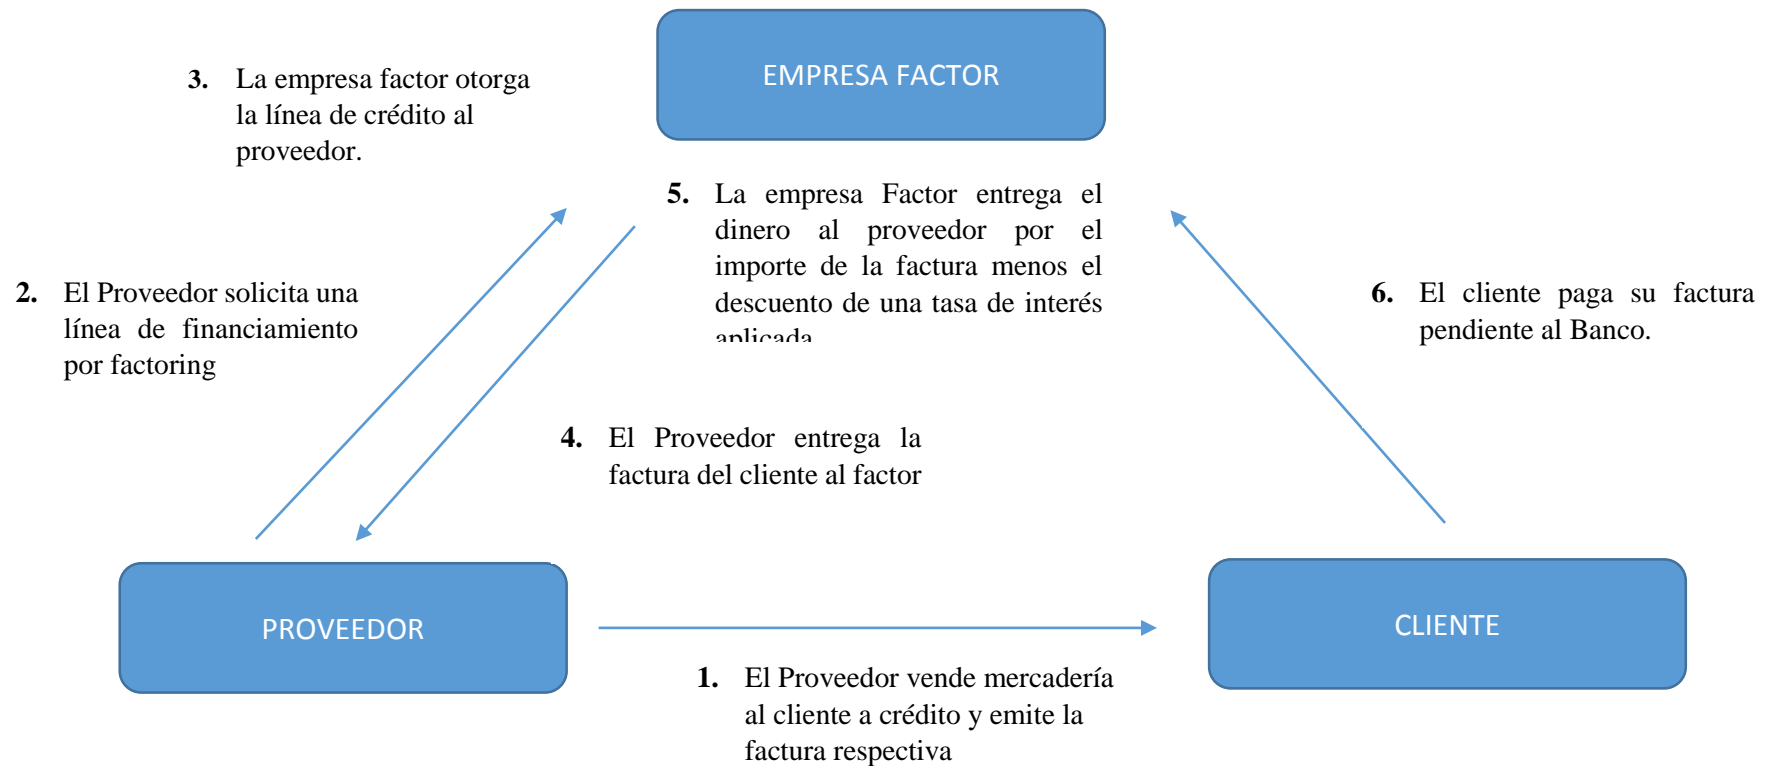 EMPRESA FACTOR
3. La empresa factor otorga
la línea de crédito al
proveedor.
5. La empresa Factor entrega el
dinero al proveedor por el
importe de la factura menos el
descuento de una tasa de interés
aplicada
2. El Proveedor solicita una
línea de financiamiento
por factoring
6. El cliente paga su factura
pendiente al Banco.
4. El Proveedor entrega la
factura del cliente al factor
PROVEEDOR
CLIENTE
1. El Proveedor vende mercadería
al cliente a crédito y emite la
factura respectiva